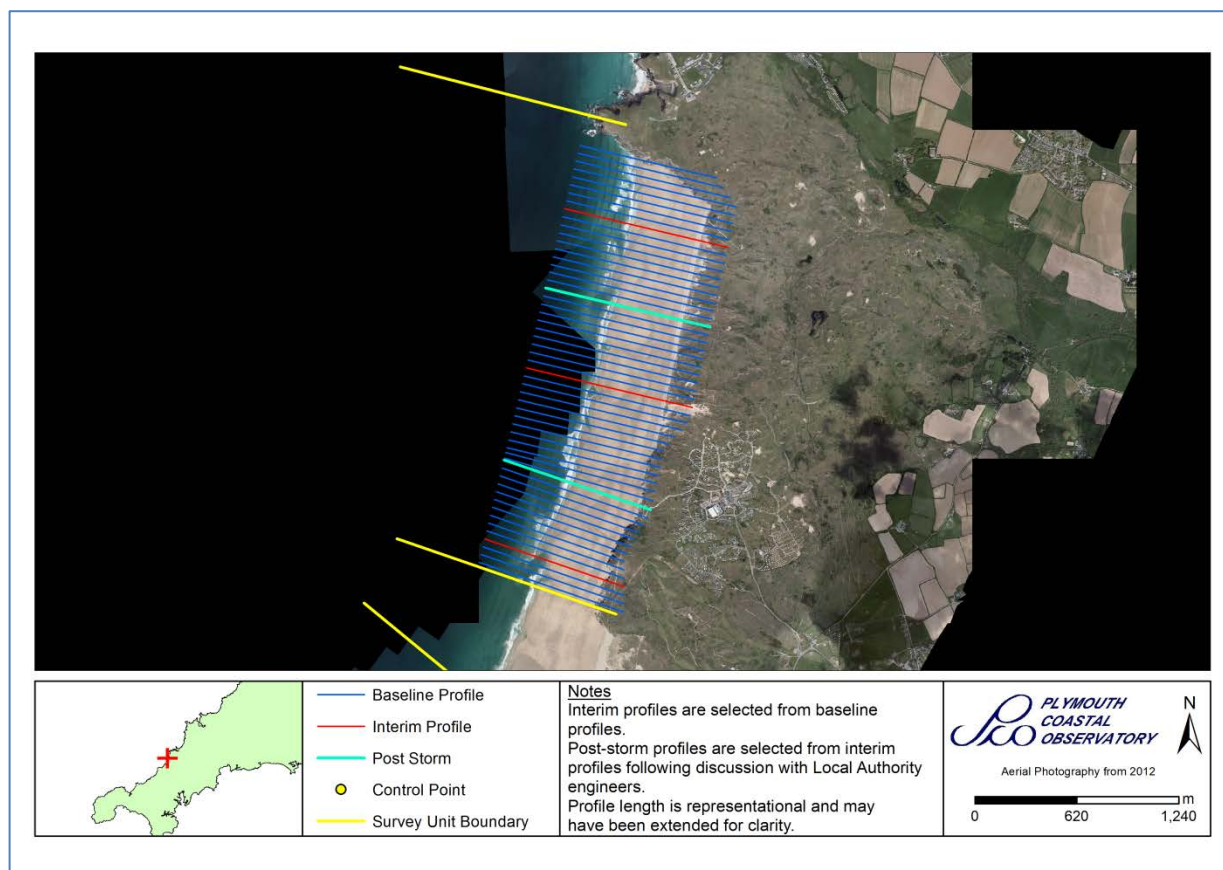 Baseline Profile
Interim Profile
Post Storm
Control Point
Survey Unit Boundary
Notes
Interim profiles are selected from baseline
profiles.
Post-storm profiles are selected from interim
profiles following discussion with Local Authority
engineers.
Profile length is representational and may
have been extended for clarity.
PLYMOUTH
COASTAL
OBSERVATORY
N
Aerial Photography from 2012
m
0 620 1,240